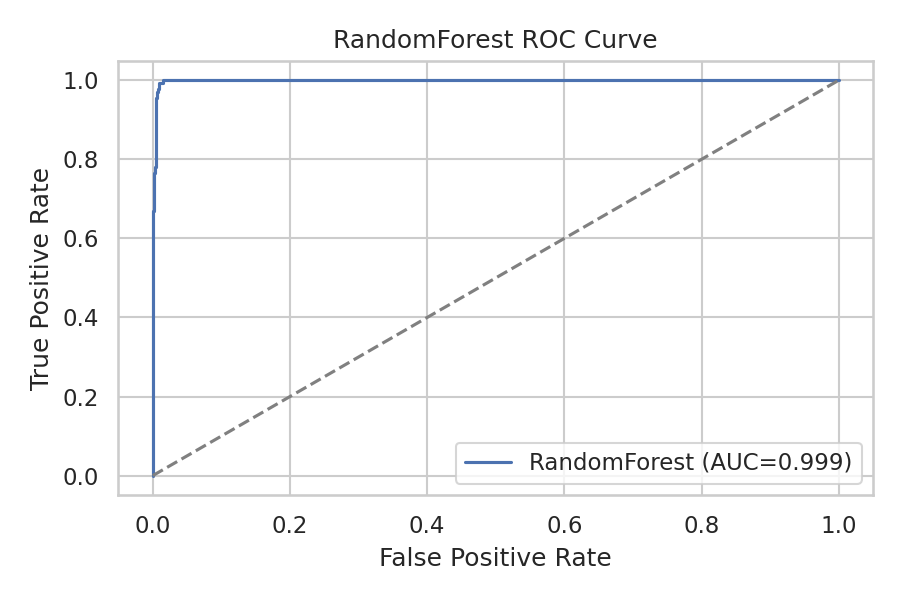 RandomForest ROC Curve
True Positive Rate
1.0
0.8
0.6
0.4
0.2
0.0
RandomForest (AUC=0.999)
0.0 0.2 0.4 0.6 0.8 1.0
False Positive Rate